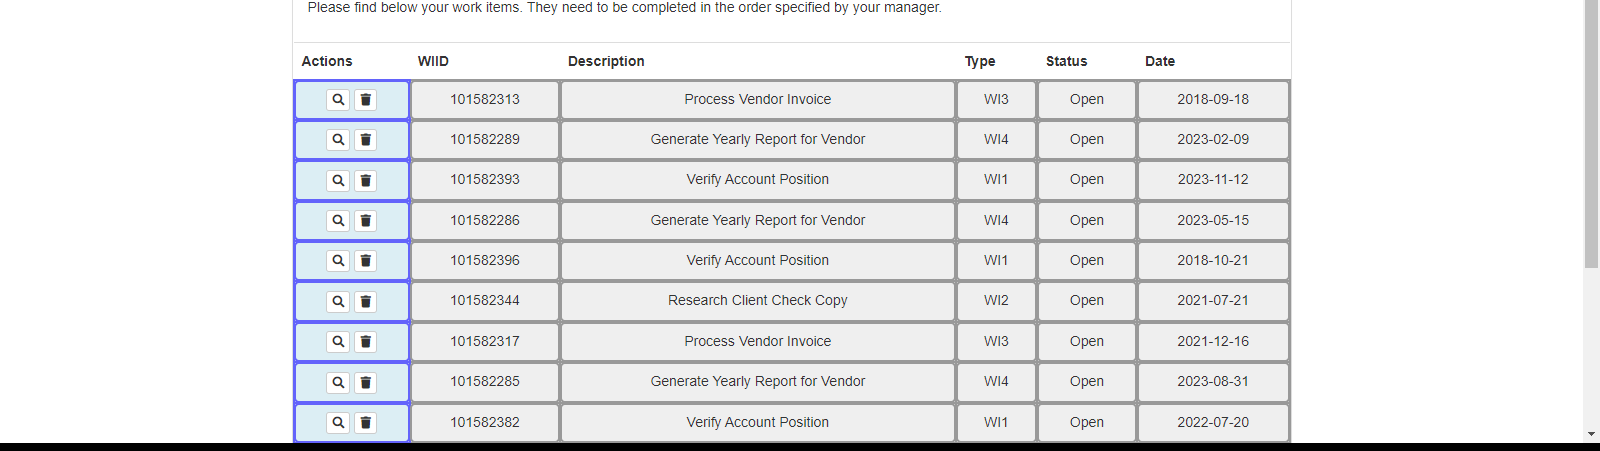 Please find below your work items. They need to be completed in the order specified by your manager.
Actions WIID Description Type Status Date
101582313 Process Vendor Invoice WI3 Open 2018-09-18
101582289 Generate Yearly Report for Vendor WI4 Open 2023-02-09
101582393 Verify Account Position WI1 Open 2023-11-12
101582286 Generate Yearly Report for Vendor WI4 Open 2023-05-15
101582396 Verify Account Position WI1 Open 2018-10-21
101582344 Research Client Check Copy WI2 Open 2021-07-21
101582317 Process Vendor Invoice WI3 Open 2021-12-16
101582285 Generate Yearly Report for Vendor WI4 Open 2023-08-31
101582382 Verify Account Position WI1 Open 2022-07-20